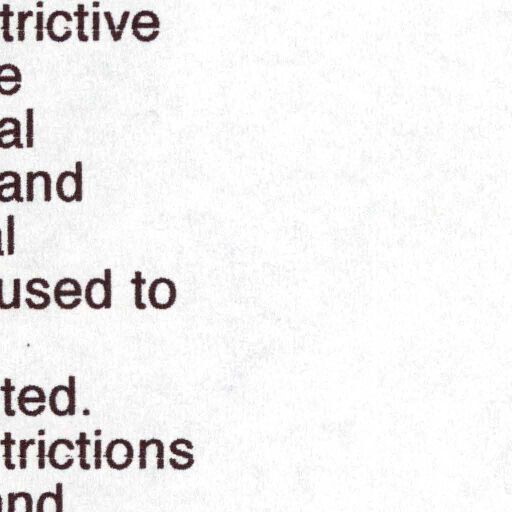 trictive
e
al
and
al
used to
ted.
trictions
and